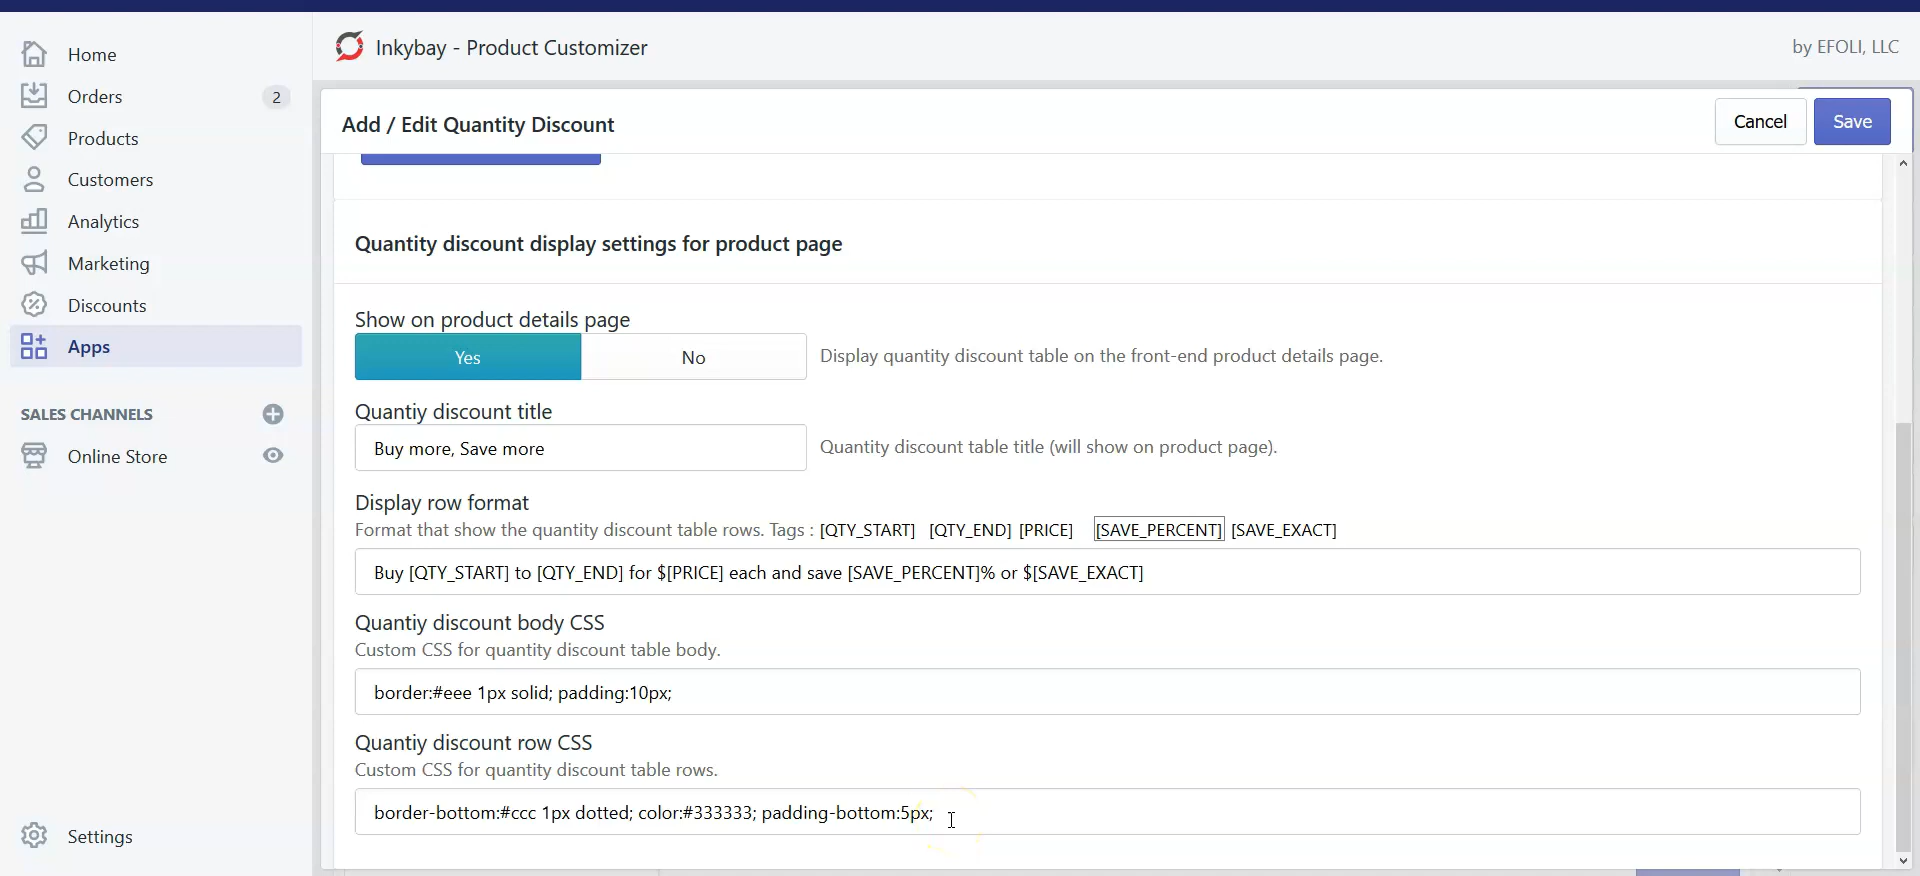 Inkybay - Product Customizer
by EFOLI, LLC
Home
Orders
2
Products
Customers
Analytics
Marketing
Discounts
Apps
SALES CHANNELS
Online Store
Settings
Add / Edit Quantity Discount
Cancel
Save
Quantity discount display settings for product page
Show on product details page
Yes
No
Display quantity discount table on the front-end product details page.
Quantiy discount title
Buy more, Save more
Quantity discount table title (will show on product page).
Display row format
Format that show the quantity discount table rows. Tags : [QTY_START] [QTY_END] [PRICE] [SAVE_PERCENT] [SAVE_EXACT]
Buy [QTY_START] to [QTY_END] for $[PRICE] each and save [SAVE_PERCENT]% or $[SAVE_EXACT]
Quantiy discount body CSS
Custom CSS for quantity discount table body.
border:#eee 1px solid; padding:10px;
Quantiy discount row CSS
Custom CSS for quantity discount table rows.
border-bottom:#ccc 1px dotted; color:#333333; padding-bottom:5px;